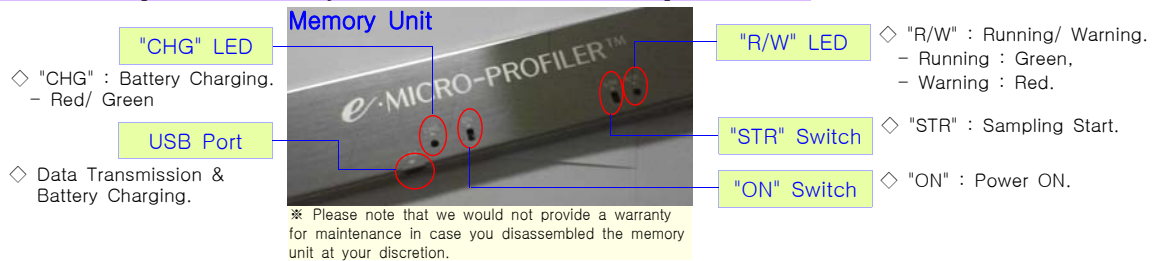 Memory Unit
"CHG" LED
◇ "CHG" : Battery Charging.
- Red/ Green
USB Port
◇ Data Transmission &
Battery Charging.
e/·MICRO-PROFILER™
"R/W" LED
◇ "R/W" : Running/ Warning.
- Running : Green,
- Warning : Red.
"STR" Switch
◇ "STR" : Sampling Start.
"ON" Switch
◇ "ON" : Power ON.
※ Please note that we would not provide a warranty
for maintenance in case you disassembled the memory
unit at your discretion.